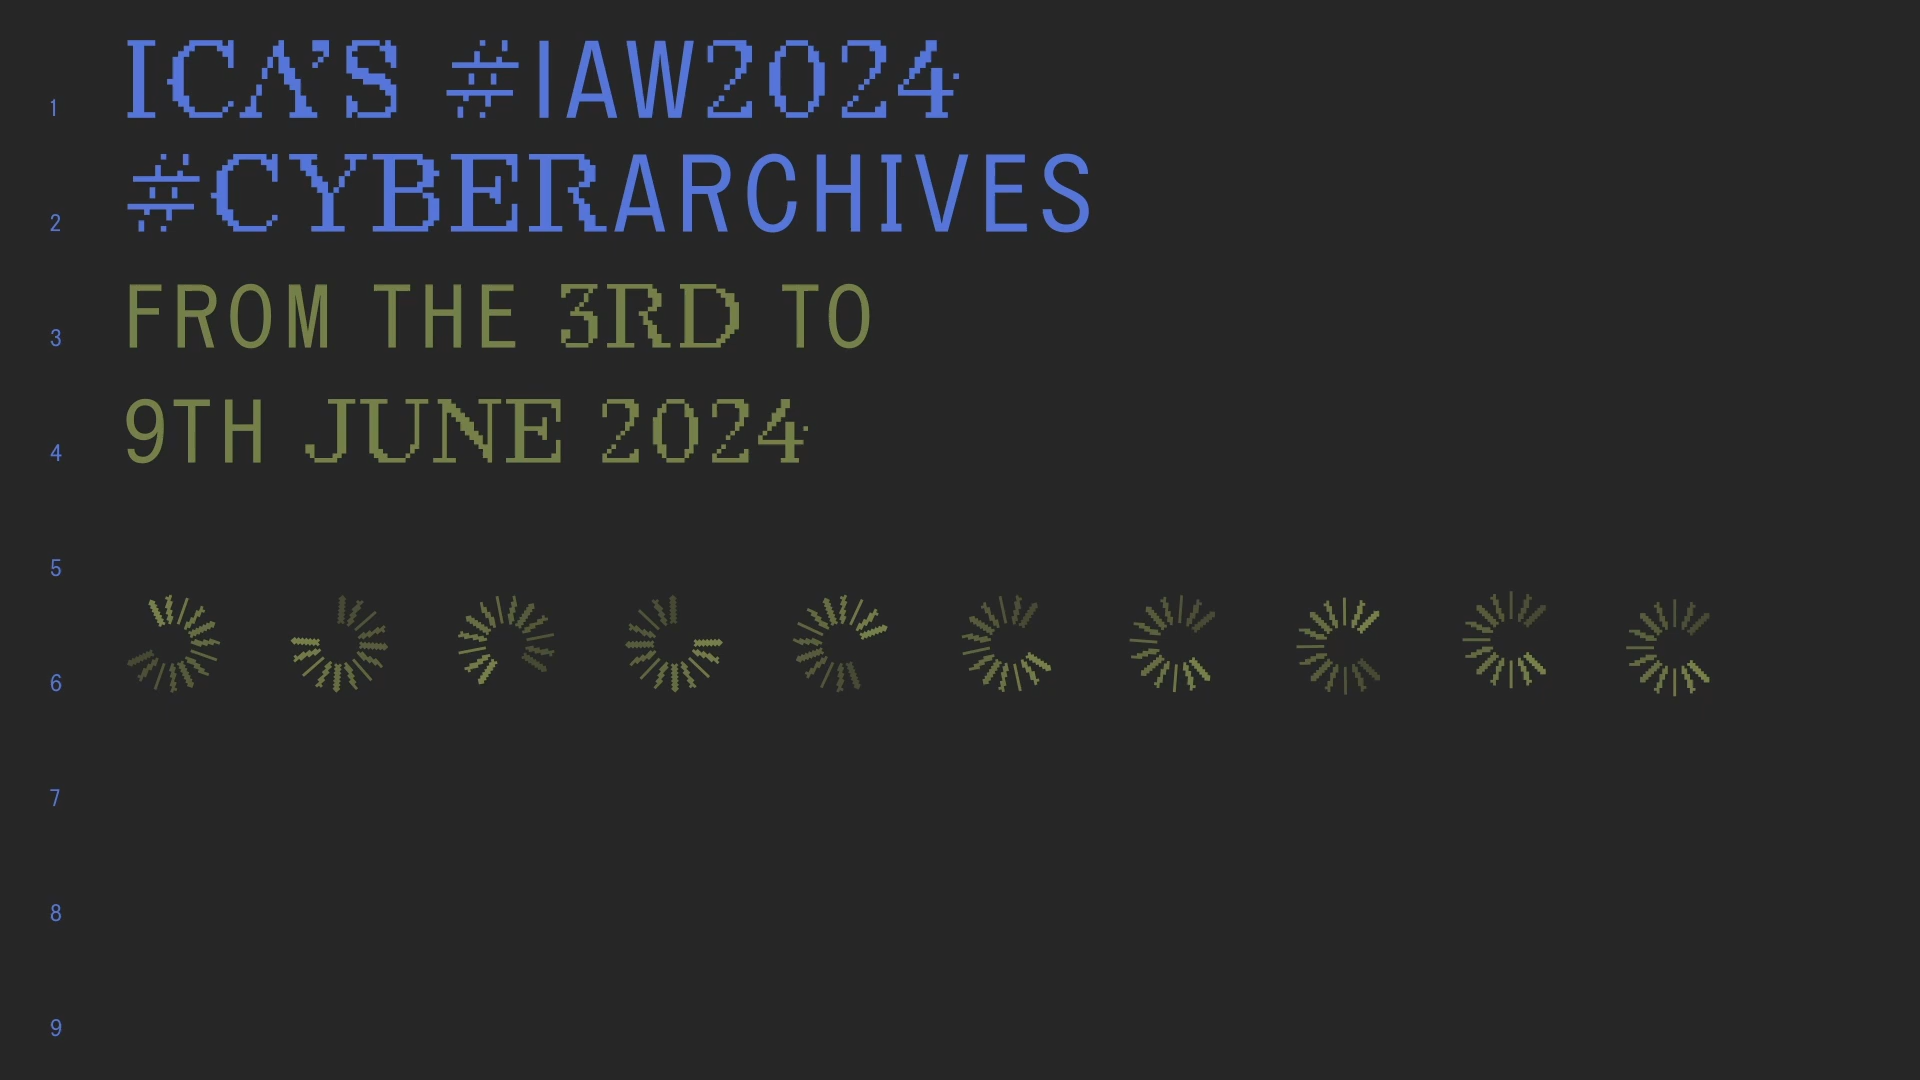 1 ICA'S #IAW2024
2 #CYBERARCHIVES
3 FROM THE 3RD TO
4 9TH JUNE 2024
5
6
7
8
9